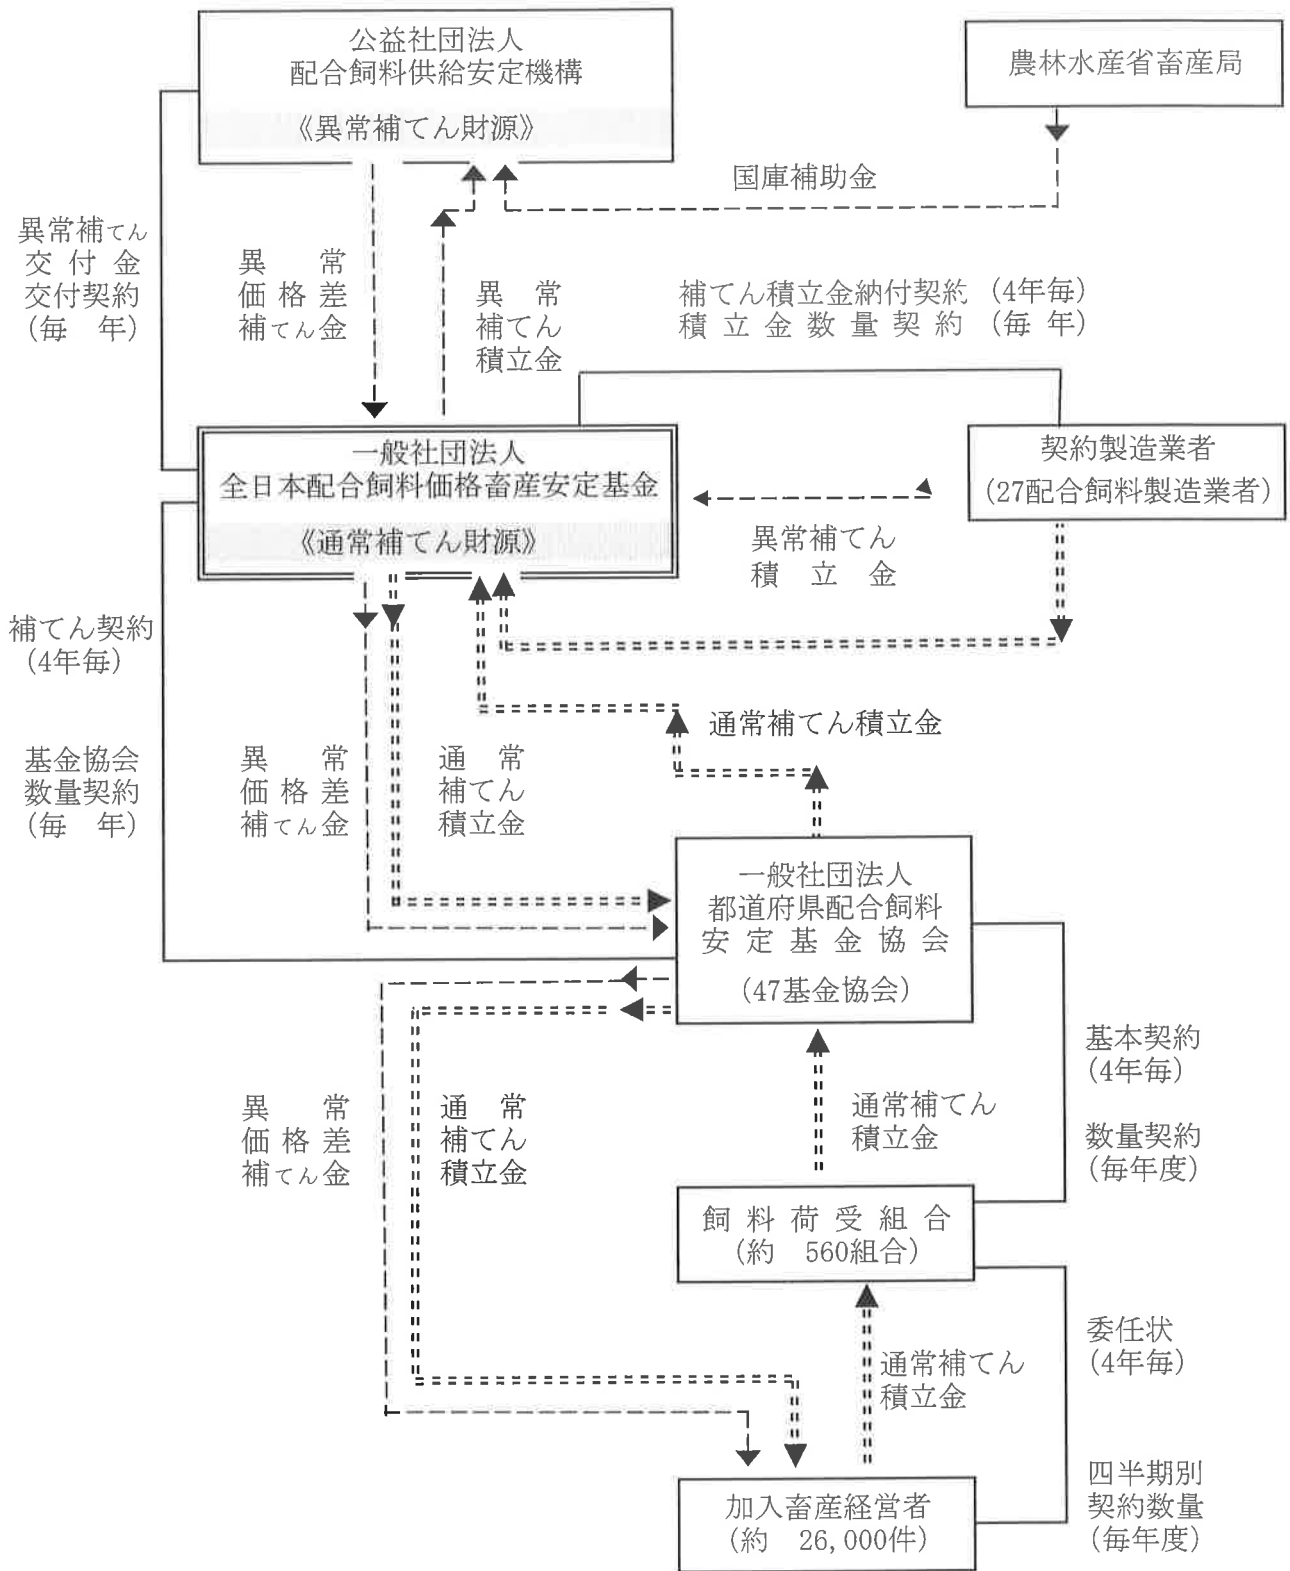 公益社団法人
配合飼料供給安定機構
《異常補てん財源》
農林水産省畜産局
国庫補助金
異常補てん
交付金
交付契約
(毎 年)
異 常
価格差
補てん金
異 常
補てん
積立金
補てん積立金納付契約 (4年毎)
積立金数量契約 (毎 年)
一般社団法人
全日本配合飼料価格畜産安定基金
《通常補てん財源》
契約製造業者
(27配合飼料製造業者)
異常補てん
積 立 金
補てん契約
(4年毎)
基金協会
数量契約
(毎 年)
異 常
価格差
補てん金
通 常
補てん
積立金
通常補てん積立金
一般社団法人
都道府県配合飼料
安定基金協会
(47基金協会)
基本契約
(4年毎)
数量契約
(毎年度)
異 常
価格差
補てん金
通 常
補てん
積立金
通常補てん
積立金
飼料荷受組合
(約 560組合)
委任状
(4年毎)
通常補てん
積立金
四半期別
契約数量
(毎年度)
加入畜産経営者
(約 26,000件)